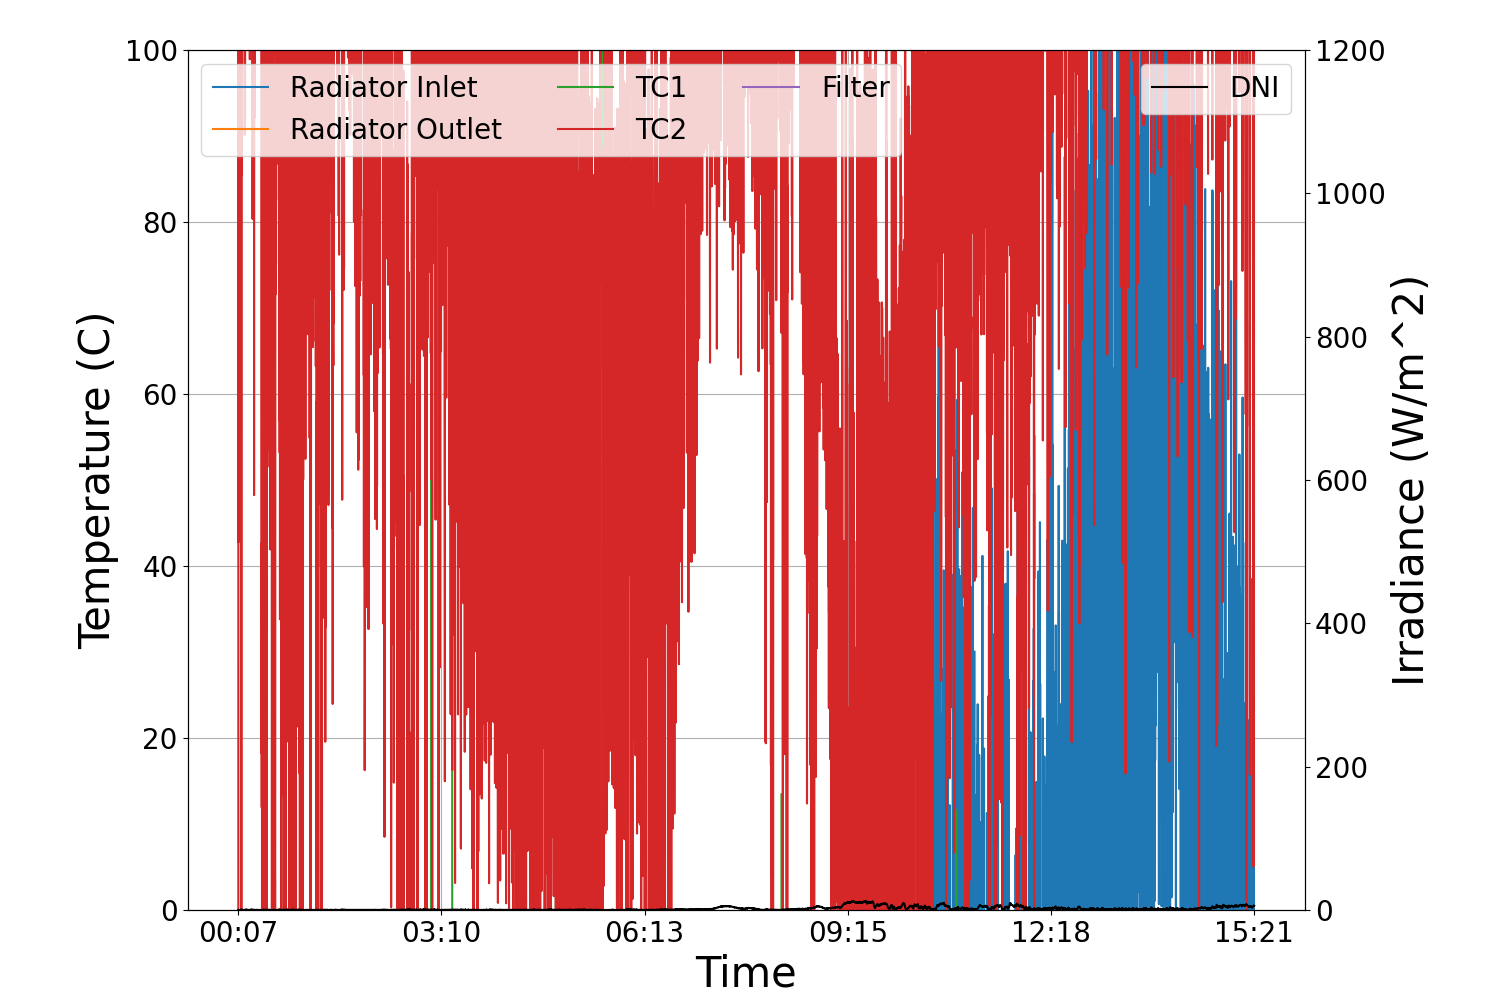 100
80
60
40
20
0
Temperature (C)
Radiator Inlet
Radiator Outlet
TC1
TC2
Filter
DNI
1200
1000
800
600
400
200
0
Irradiance (W/m^2)
00:07
03:10
06:13
09:15
12:18
15:21
Time